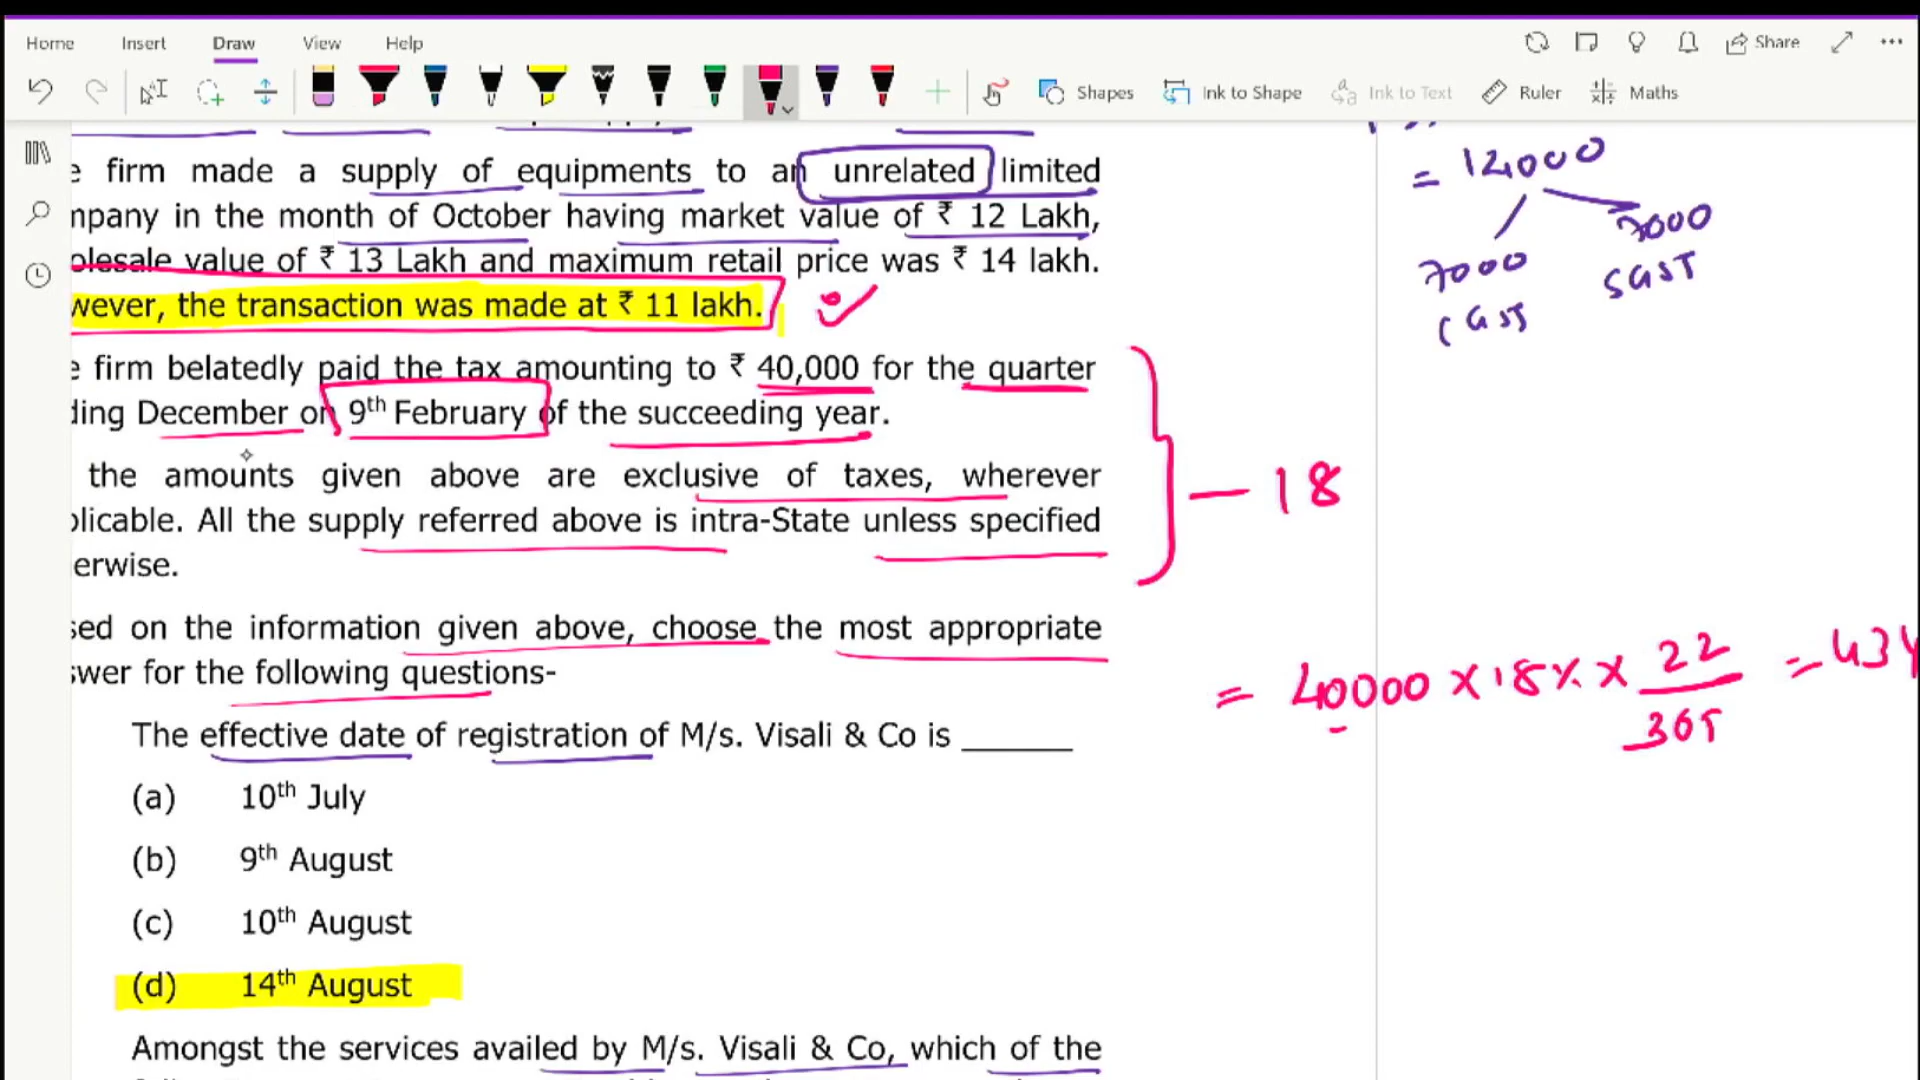 Home Insert Draw View Help Share
Shapes Ink to Shape Ink to Text Ruler Maths
e firm made a supply of equipments to an unrelated limited
mpany in the month of October having market value of ₹ 12 Lakh,
olesale value of ₹ 13 Lakh and maximum retail price was ₹ 14 lakh.
wever, the transaction was made at ₹ 11 lakh.
e firm belatedly paid the tax amounting to ₹ 40,000 for the quarter
ding December on 9th February of the succeeding year.
the amounts given above are exclusive of taxes, wherever
plicable. All the supply referred above is intra-State unless specified
erwise.
sed on the information given above, choose the most appropriate
swer for the following questions-
The effective date of registration of M/s. Visali & Co is ______
(a) 10th July
(b) 9th August
(c) 10th August
(d) 14th August
Amongst the services availed by M/s. Visali & Co, which of the
7000 7000
CGST SGST
– 18
= 40000 × 18% × 22/365 = 434